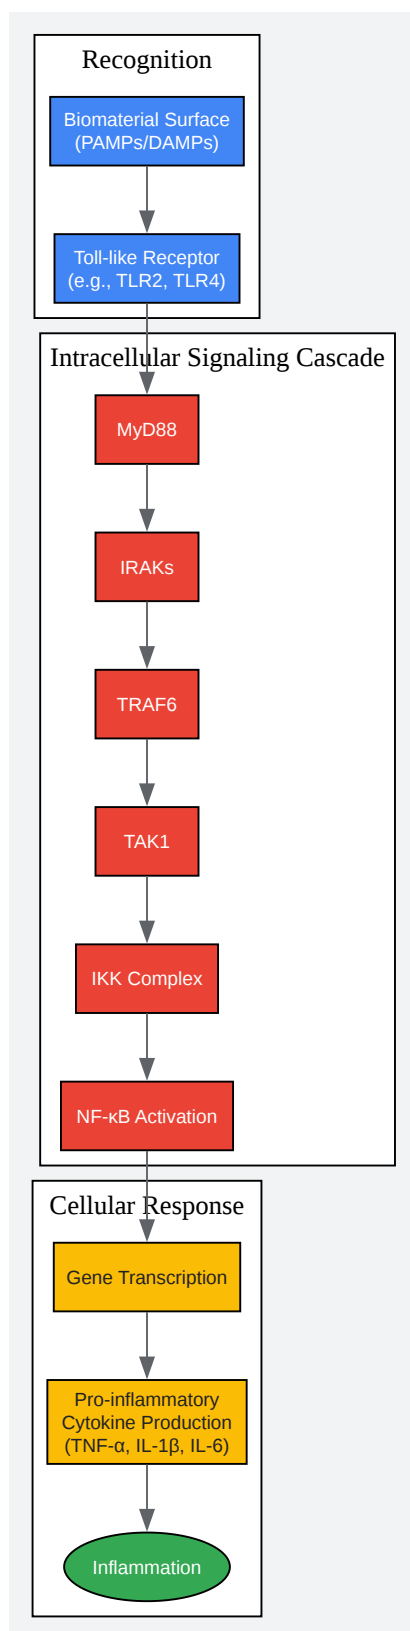 Recognition
Biomaterial Surface
(PAMPs/DAMPs)
Toll-like Receptor
(e.g., TLR2, TLR4)
Intracellular Signaling Cascade
MyD88
IRAKs
TRAF6
TAK1
IKK Complex
NF-κB Activation
Cellular Response
Gene Transcription
Pro-inflammatory
Cytokine Production
(TNF-α, IL-1β, IL-6)
Inflammation